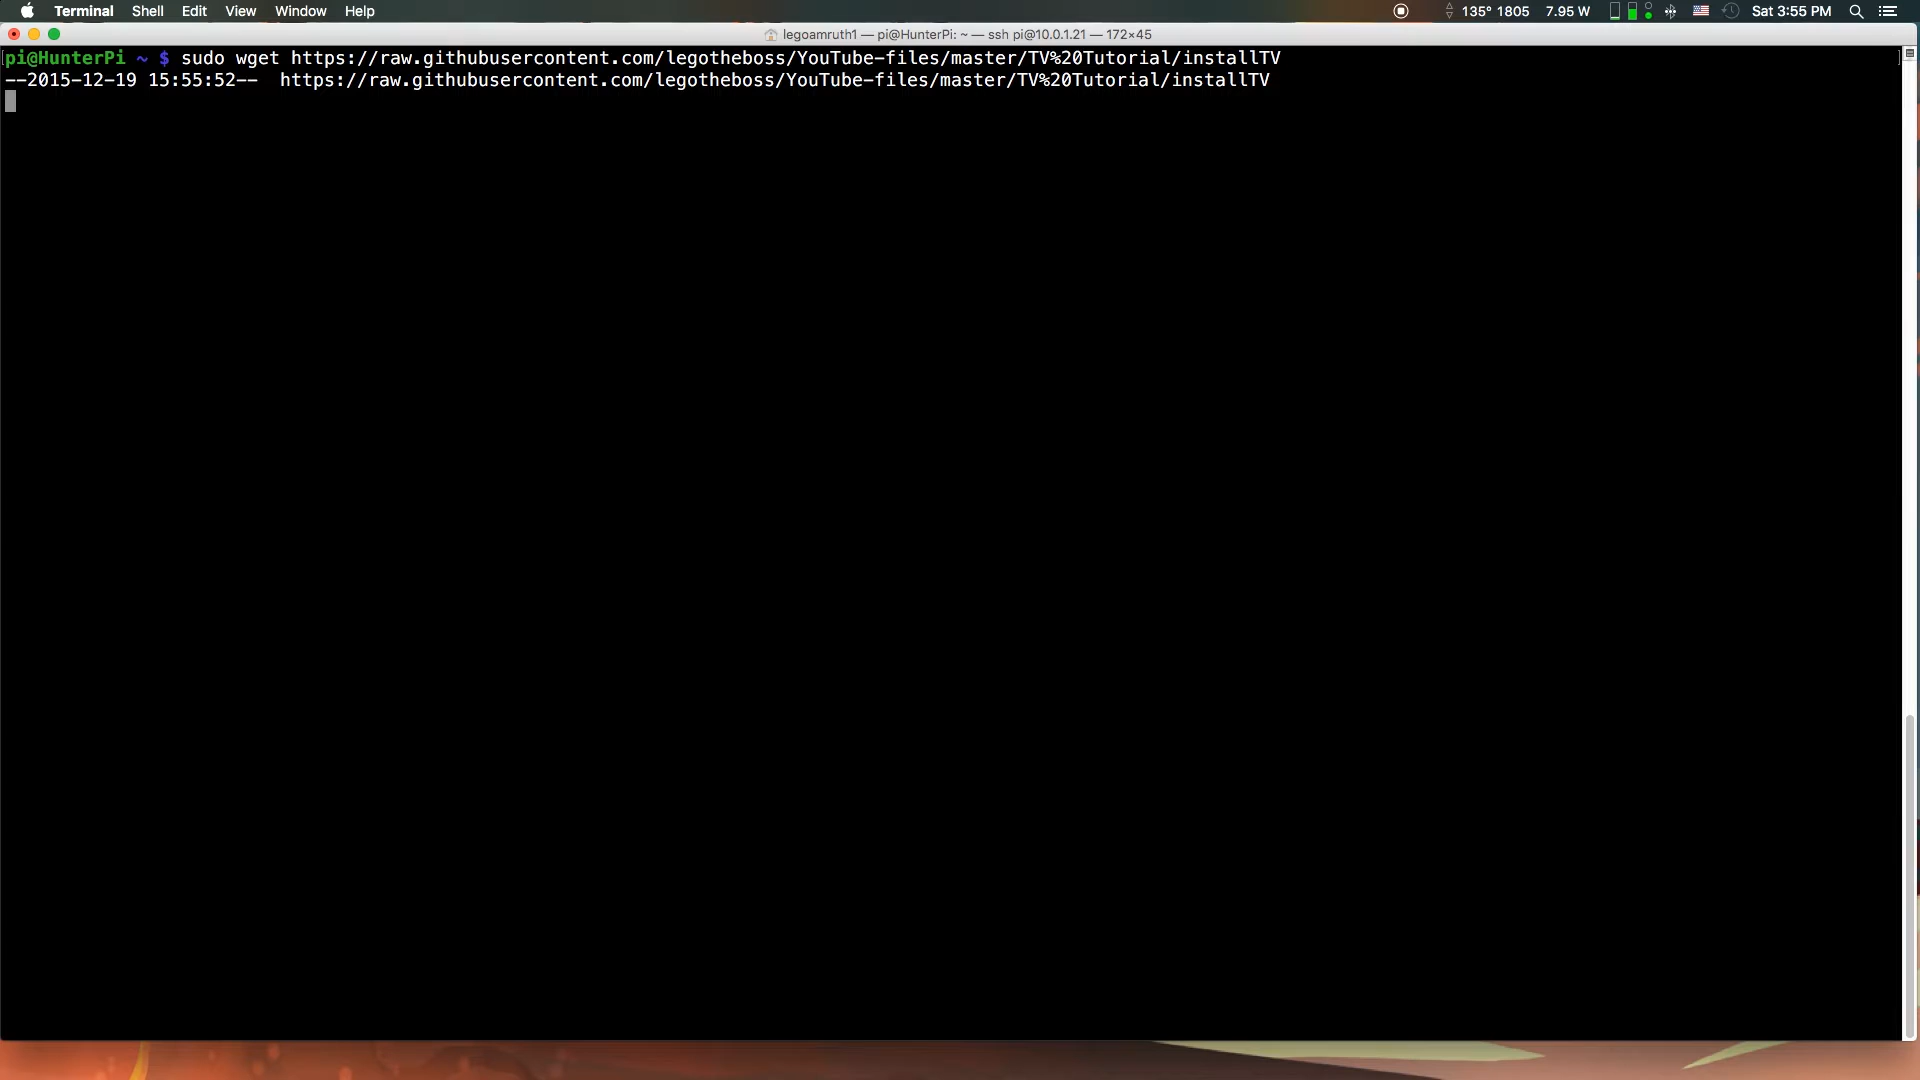 Terminal Shell Edit View Window Help 135° 1805 7.95 W Sat 3:55 PM
legoamruth1 — pi@HunterPi: ~ — ssh pi@10.0.1.21 — 172×45
[pi@HunterPi ~ $ sudo wget https://raw.githubusercontent.com/legotheboss/YouTube-files/master/TV%20Tutorial/installTV ]
--2015-12-19 15:55:52--  https://raw.githubusercontent.com/legotheboss/YouTube-files/master/TV%20Tutorial/installTV